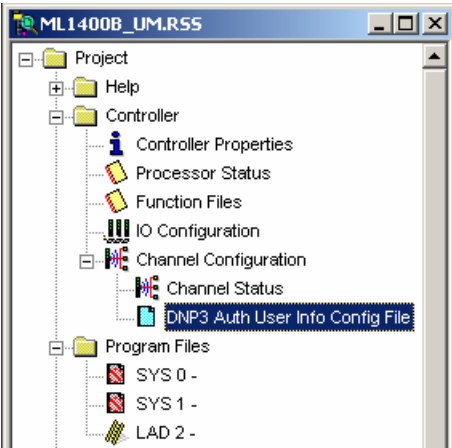 ML1400B_UM.RSS
Project
Help
Controller
Controller Properties
Processor Status
Function Files
IO Configuration
Channel Configuration
Channel Status
DNP3 Auth User Info Config File
Program Files
SYS 0 -
SYS 1 -
LAD 2 -